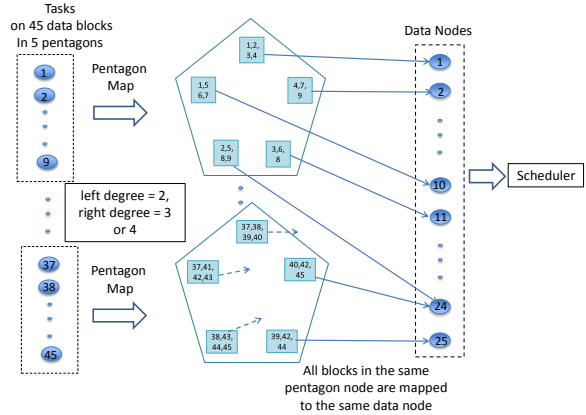 Tasks
on 45 data blocks
In 5 pentagons
1
2
9
37
38
45
left degree = 2,
right degree = 3
or 4
Pentagon
Map
Pentagon
Map
1,2,
3,4
1,5
6,7
4,7,
9
2,5,
8,9
3,6,
8
37,38,
39,40
37,41,
42,43
40,42,
45
38,43,
44,45
39,42,
44
Data Nodes
1
2
10
11
24
25
Scheduler
All blocks in the same
pentagon node are mapped
to the same data node